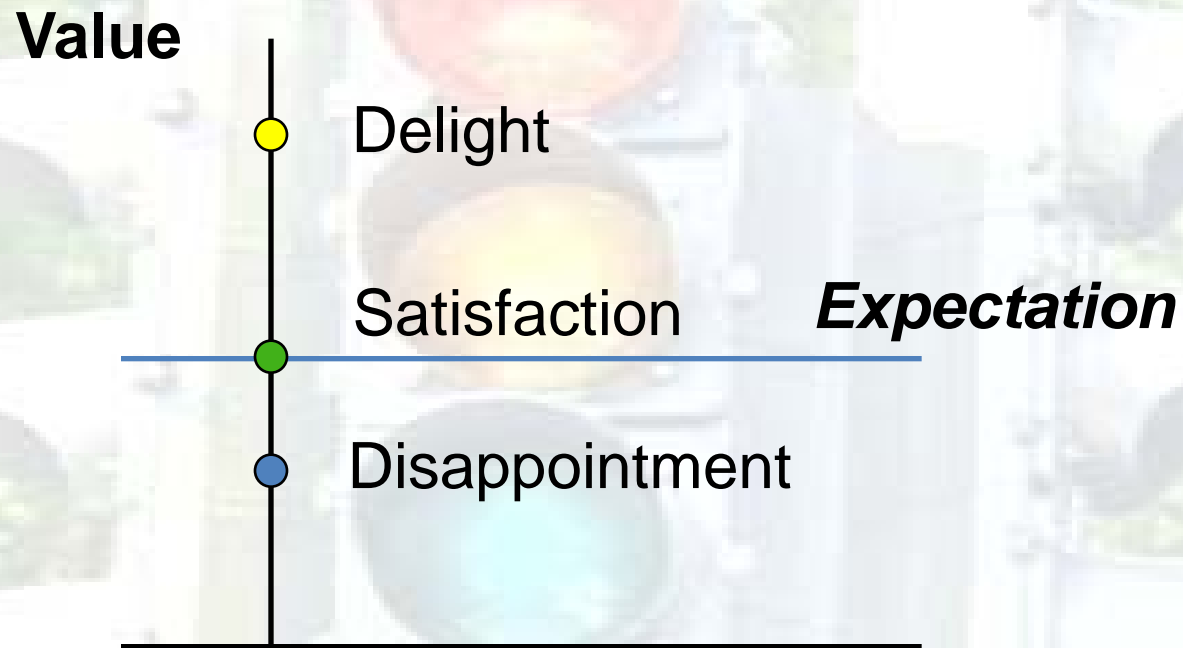 Value
Delight
Satisfaction
Expectation
Disappointment